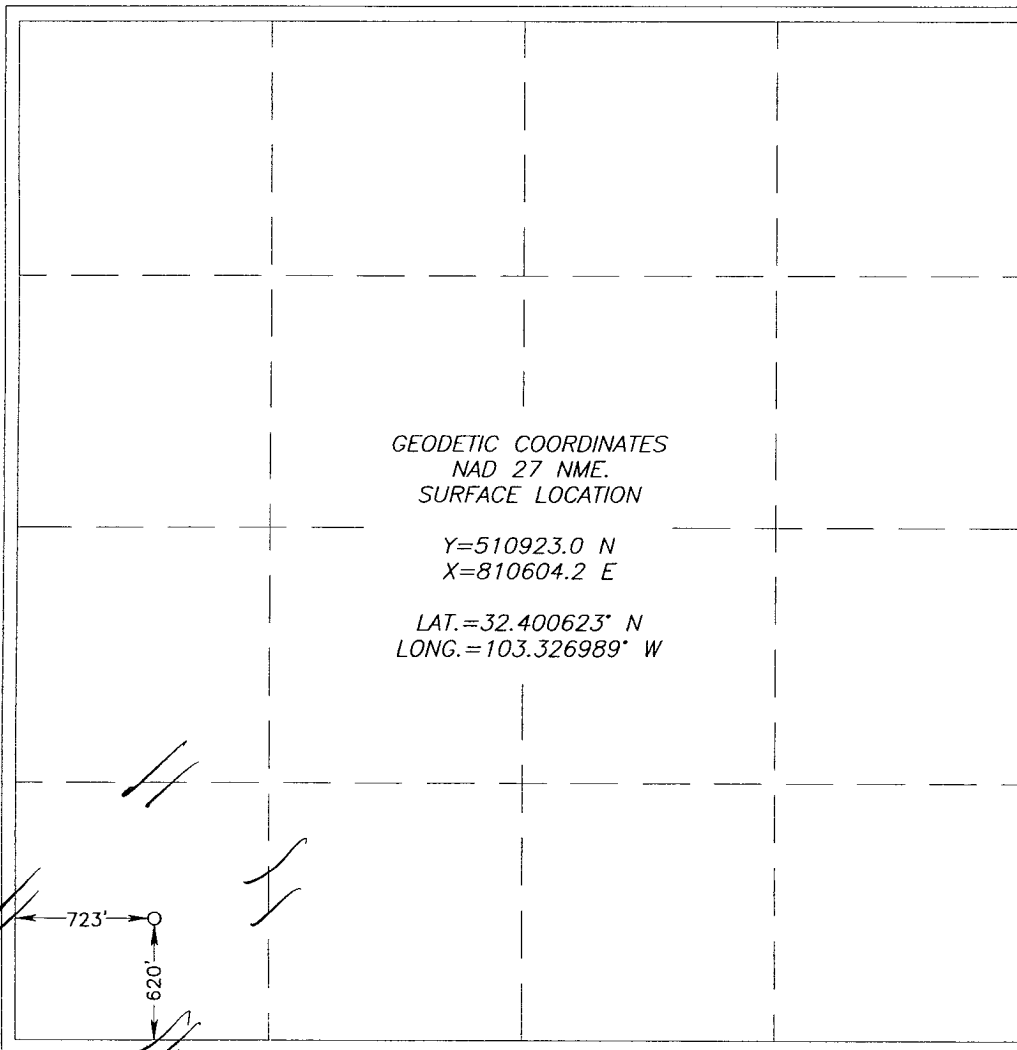 GEODETIC COORDINATES
NAD 27 NME.
SURFACE LOCATION
Y=510923.0 N
X=810604.2 E
LAT.=32.400623° N
LONG.=103.326989° W
723'
620'